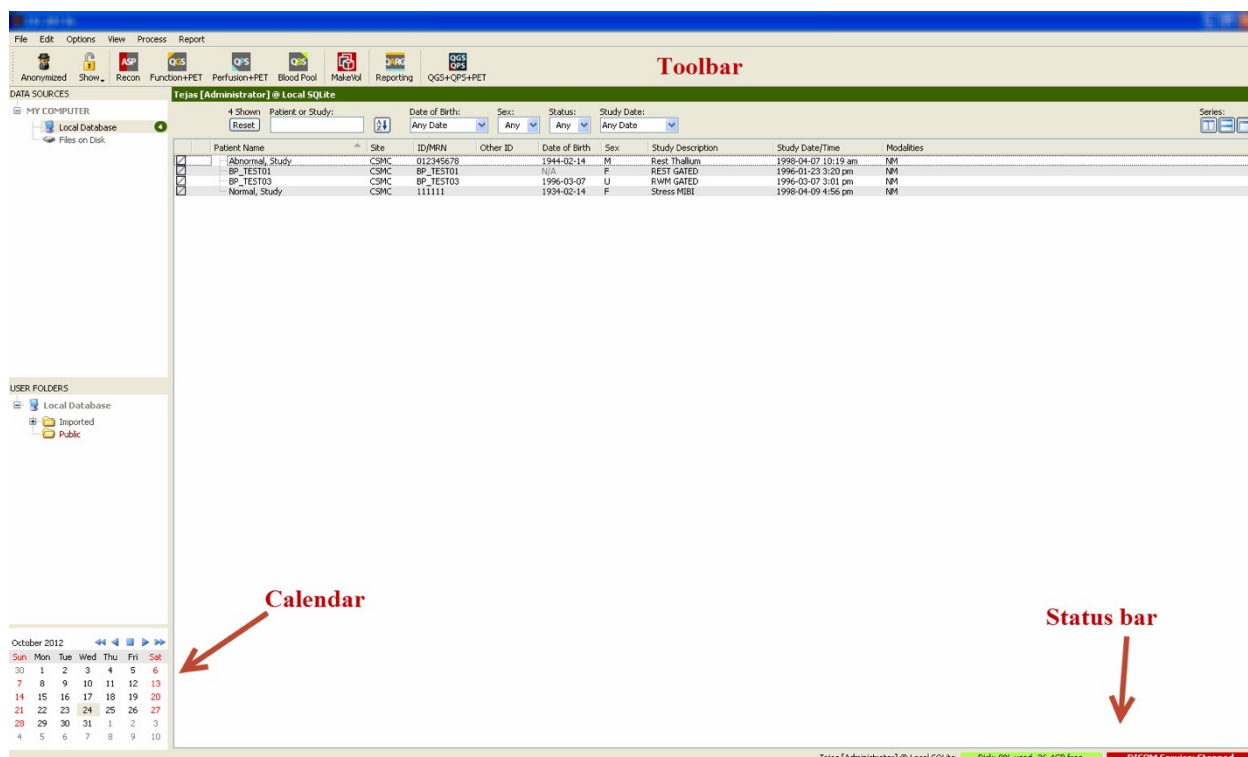 File Edit Options View Process Report
ASP QGS QPS QBS QARG QGS QPS
Anonymized Show Recon Function+PET Perfusion+PET Blood Pool MakeVol Reporting QGS+QPS+PET
Toolbar
DATA SOURCES
MY COMPUTER
Local Database 4
Files on Disk
Tejas [Administrator] @ Local SQLite
4 Shown Patient or Study: Date of Birth: Sex: Status: Study Date: Series:
Reset Any Date Any Any Any Date
Patient Name Site ID/MRN Other ID Date of Birth Sex Study Description Study Date/Time Modalities
Abnormal, Study CSMC 012345678 1944-02-14 M Rest Thallium 1998-04-07 10:19 am NM
BP_TEST01 CSMC BP_TEST01 N/A F REST GATED 1996-01-23 3:20 pm NM
BP_TEST03 CSMC BP_TEST03 1996-03-07 U RWM GATED 1996-03-07 3:01 pm NM
Normal, Study CSMC 111111 1934-02-14 F Stress MIBI 1998-04-09 4:56 pm NM
USER FOLDERS
Local Database
Imported
Public
Calendar
Status bar
October 2012
Sun Mon Tue Wed Thu Fri Sat
30 1 2 3 4 5 6
7 8 9 10 11 12 13
14 15 16 17 18 19 20
21 22 23 24 25 26 27
28 29 30 31 1 2 3
4 5 6 7 8 9 10
Tejas [Administrator] @ Local SQLite